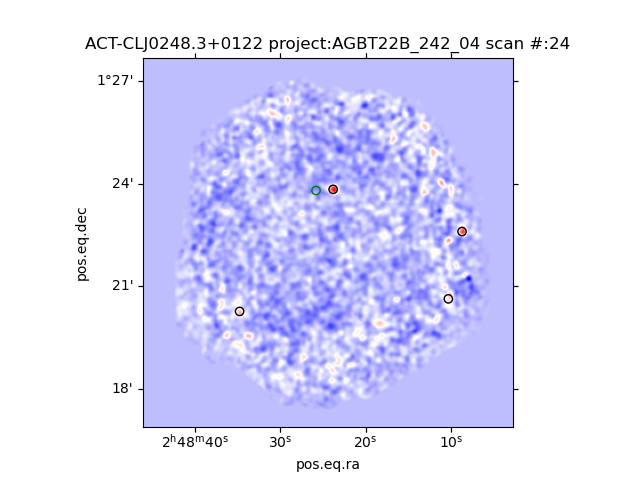 ACT-CLJ0248.3+0122 project:AGBT22B_242_04 scan #:24
1°27'
24'
21'
18'
pos.eq.dec
2ʰ48ᵐ40ˢ 30ˢ 20ˢ 10ˢ
pos.eq.ra